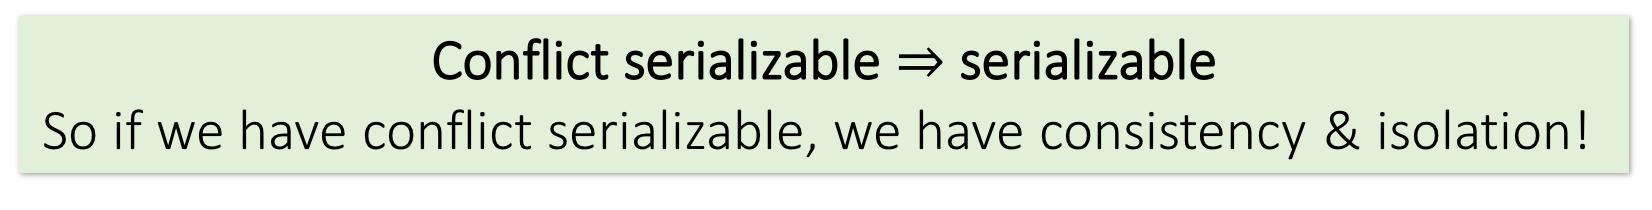 Conflict serializable ⇒ serializable
So if we have conflict serializable, we have consistency & isolation!